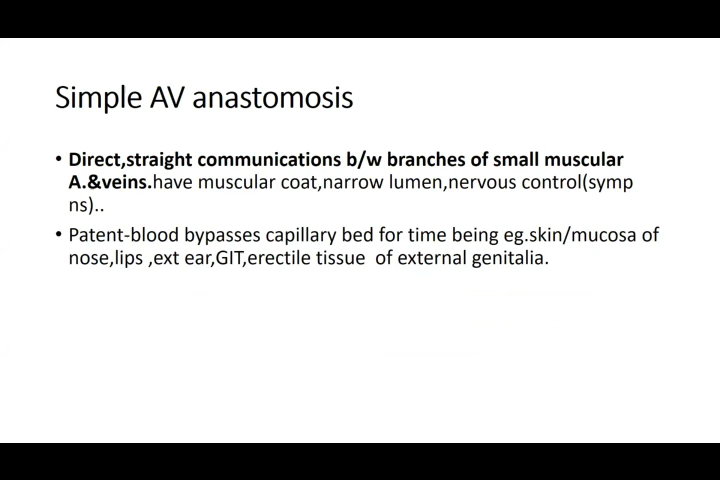 Simple AV anastomosis
• Direct,straight communications b/w branches of small muscular
A.&veins.have muscular coat,narrow lumen,nervous control(symp
ns)..
• Patent-blood bypasses capillary bed for time being eg.skin/mucosa of
nose,lips ,ext ear,GIT,erectile tissue  of external genitalia.